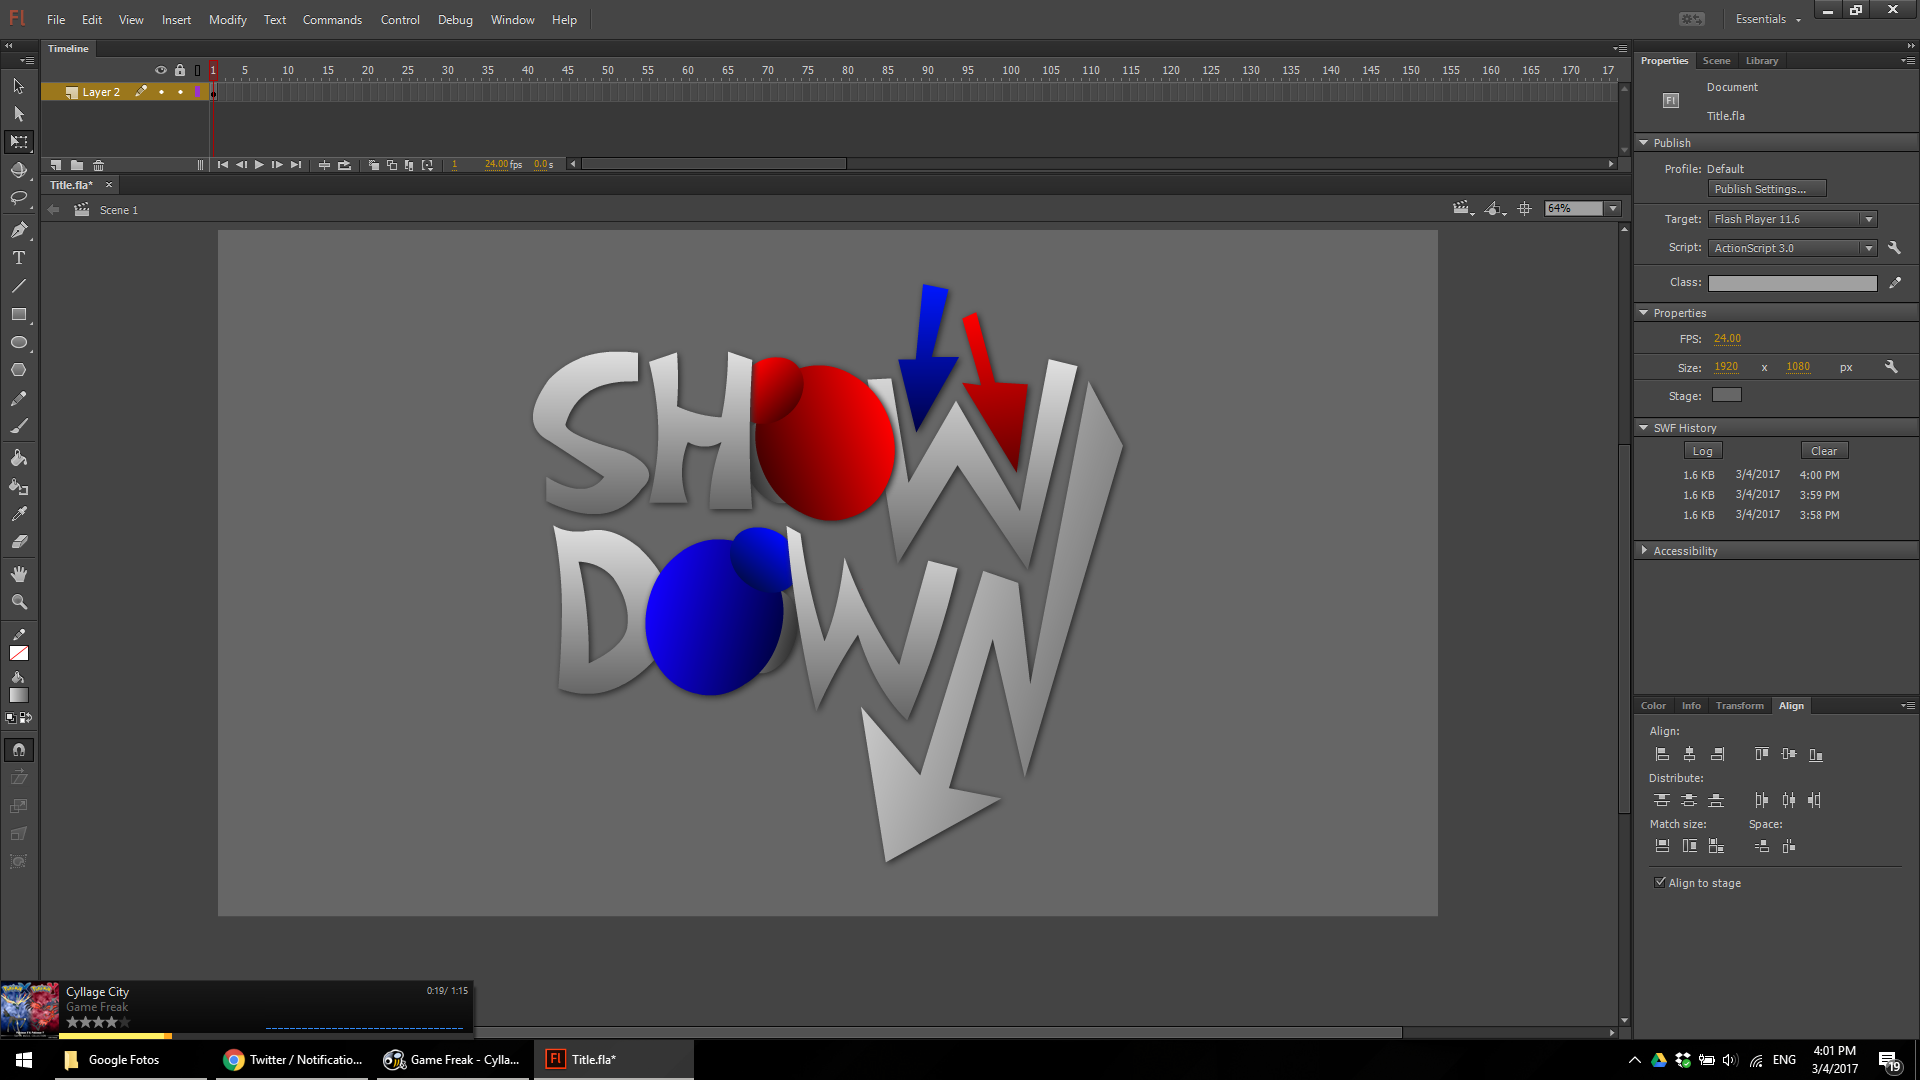 Fl File Edit View Insert Modify Text Commands Control Debug Window Help Essentials
Timeline
1 5 10 15 20 25 30 35 40 45 50 55 60 65 70 75 80 85 90 95 100 105 110 115 120 125 130 135 140 145 150 155 160 165 170 17
Layer 2
1 24.00 fps 0.0 s
Title.fla*
Scene 1
64%
SHOW
DOWN
Properties Scene Library
Document
Fl
Title.fla
Publish
Profile: Default
Publish Settings...
Target: Flash Player 11.6
Script: ActionScript 3.0
Class:
Properties
FPS: 24.00
Size: 1920 x 1080 px
Stage:
SWF History
Log Clear
1.6 KB 3/4/2017 4:00 PM
1.6 KB 3/4/2017 3:59 PM
1.6 KB 3/4/2017 3:58 PM
Accessibility
Color Info Transform Align
Align:
Distribute:
Match size: Space:
Align to stage
Cyllage City 0:19/ 1:15
Game Freak
Google Fotos
Twitter / Notificatio...
Game Freak - Cylla...
Fl Title.fla*
ENG
4:01 PM
3/4/2017
19